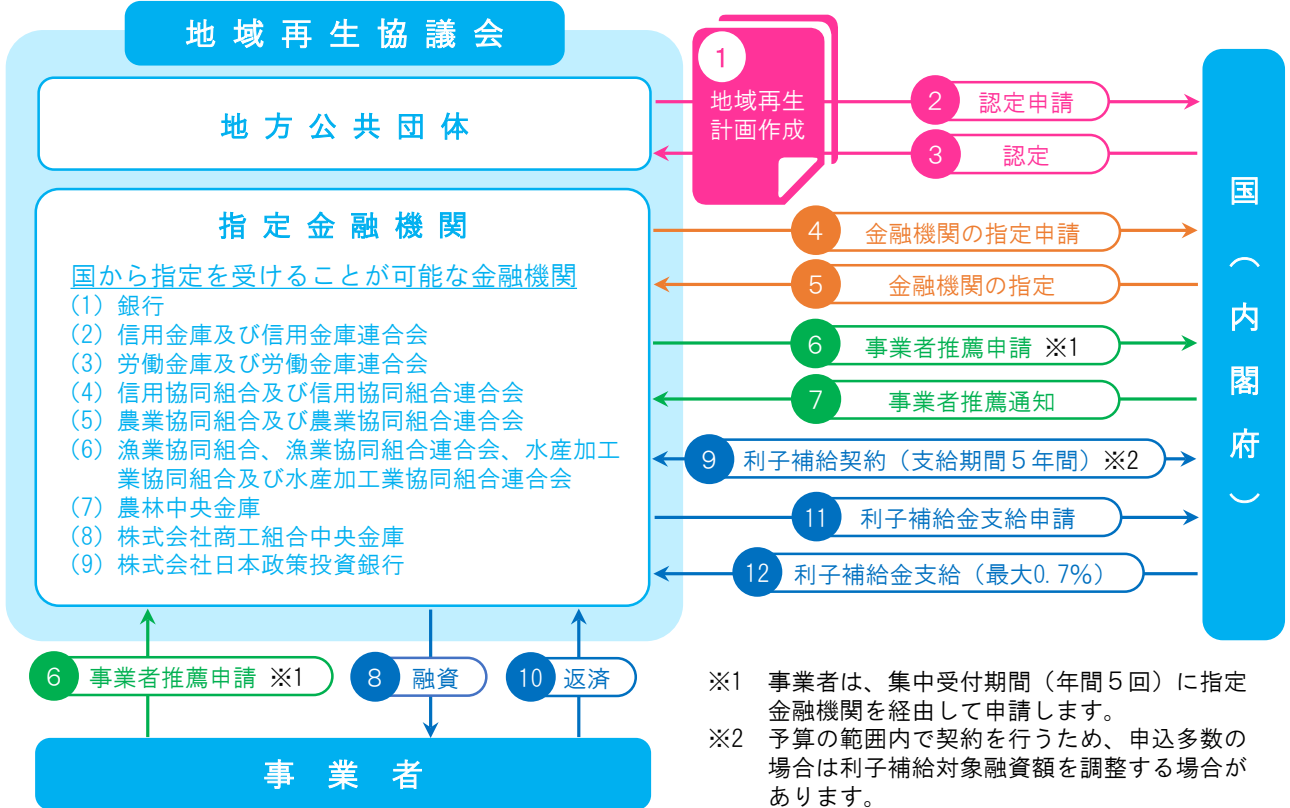 地域再生協議会
地方公共団体
1
地域再生
計画作成
2 認定申請
3 認定
指定金融機関
国から指定を受けることが可能な金融機関
(1) 銀行
(2) 信用金庫及び信用金庫連合会
(3) 労働金庫及び労働金庫連合会
(4) 信用協同組合及び信用協同組合連合会
(5) 農業協同組合及び農業協同組合連合会
(6) 漁業協同組合、漁業協同組合連合会、水産加工
業協同組合及び水産加工業協同組合連合会
(7) 農林中央金庫
(8) 株式会社商工組合中央金庫
(9) 株式会社日本政策投資銀行
4 金融機関の指定申請
5 金融機関の指定
6 事業者推薦申請 ※1
7 事業者推薦通知
9 利子補給契約（支給期間５年間）※2
11 利子補給金支給申請
12 利子補給金支給（最大0.7%）
国（内閣府）
6 事業者推薦申請 ※1
8 融資
10 返済
事業者
※1 事業者は、集中受付期間（年間５回）に指定
金融機関を経由して申請します。
※2 予算の範囲内で契約を行うため、申込多数の
場合は利子補給対象融資額を調整する場合が
あります。